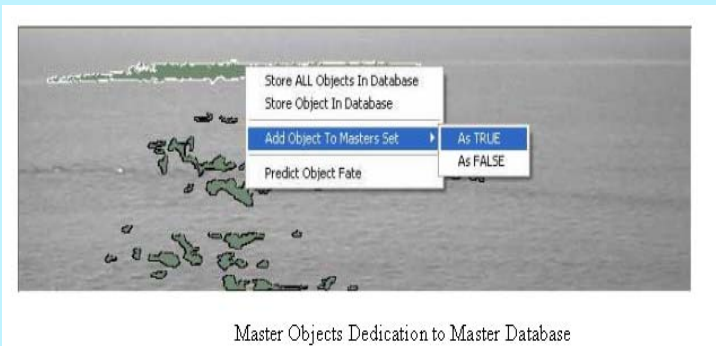 Store ALL Objects In Database
Store Object In Database
Add Object To Masters Set
As TRUE
As FALSE
Predict Object Fate
Master Objects Dedication to Master Database